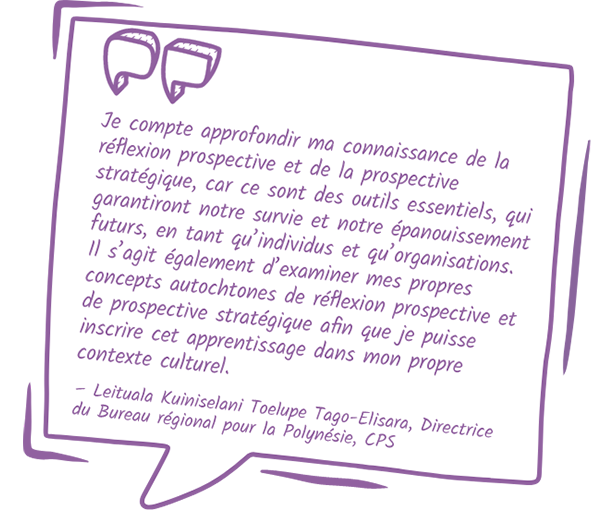 Je compte approfondir ma connaissance de la
réflexion prospective et de la prospective
stratégique, car ce sont des outils essentiels, qui
garantiront notre survie et notre épanouissement
futurs, en tant qu'individus et qu'organisations.
Il s'agit également d'examiner mes propres
concepts autochtones de réflexion prospective et
de prospective stratégique afin que je puisse
inscrire cet apprentissage dans mon propre
contexte culturel.
– Leituala Kuiniselani Toelupe Tago-Elisara, Directrice
du Bureau régional pour la Polynésie, CPS